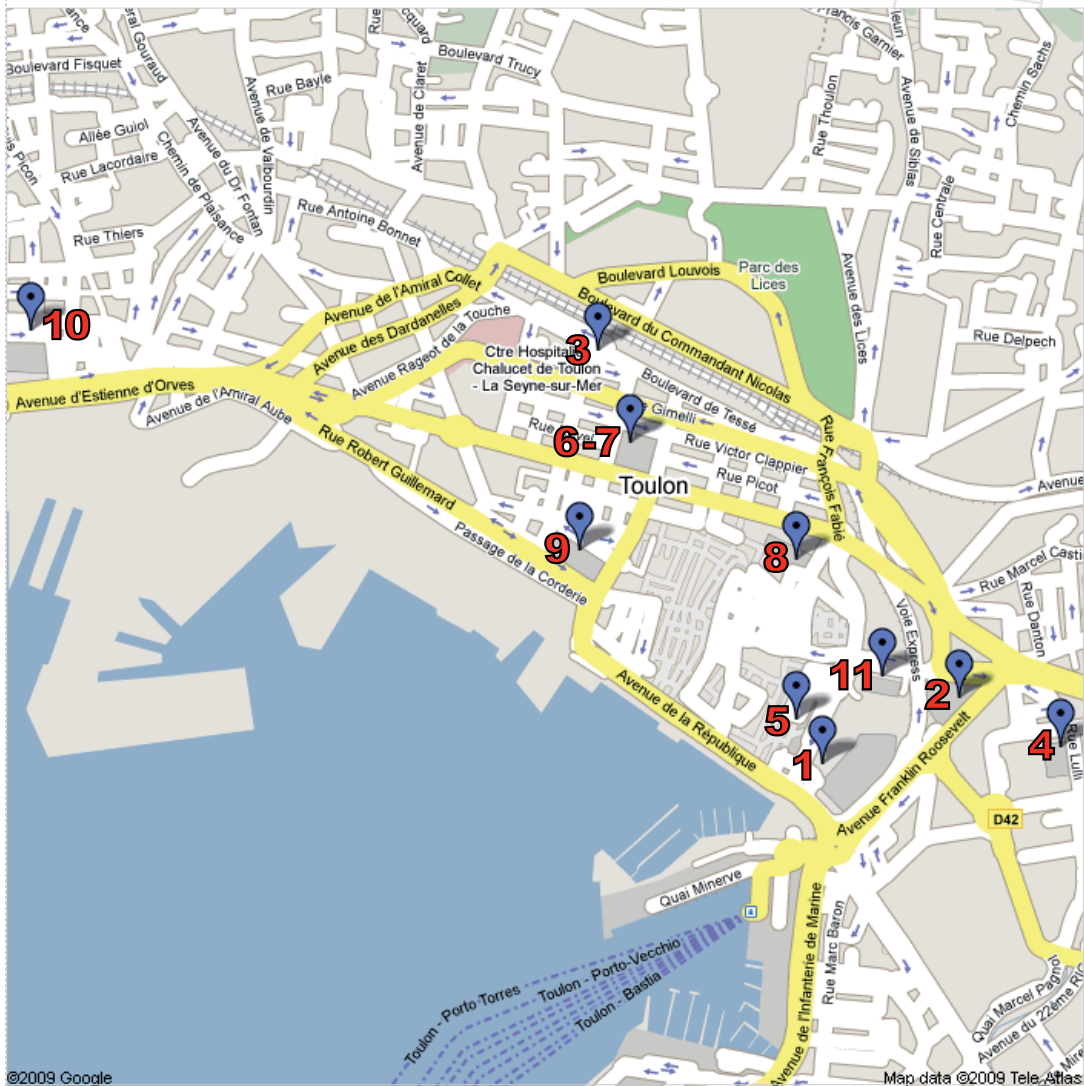 Boulevard Fisquet
Rue Bayle
Allée Guiol
Rue Lacordaire
Rue Thiers
Avenue de Valbourdin
Avenue du Dr Fontan
Chemin de Plaisance
Boulevard Trucy
Avenue de Claret
Rue Antoine Bonnet
Francis Garnier
Rue Thoulon
Avenue de Siblas
Chemin Sachs
Rue Centrale
Avenue des Lices
Rue Delpech
Parc des
Lices
Boulevard Louvois
Boulevard du Commandant Nicolas
Avenue de l'Amiral Collet
Avenue des Dardanelles
Avenue Rageot de la Touche
10
3
Ctre Hospitali
Chalucet de Toulon
- La Seyne-sur-Mer
Avenue d'Estienne d'Orves
Avenue de l'Amiral Aube
Boulevard de Tessé
Gimelli
6-7
Rue Victor Clappier
Rue Picot
Rue François Fabié
Rue Robert Guillemard
Toulon
Avenue
Passage de la Corderie
9
8
Rue Marcel Casti
Rue Danton
Voie Express
11
2
5
1
4
Rue Lulli
Avenue de la République
Avenue Franklin Roosevelt
D42
Quai Minerve
Avenue de l'Infanterie de Marine
Rue Marc Baron
Toulon - Porto-Vecchio
Toulon - Porto Torres
Toulon - Bastia
Quai Marcel Pagnol
Avenue du 22ème
©2009 Google
Map data ©2009 Tele Atlas